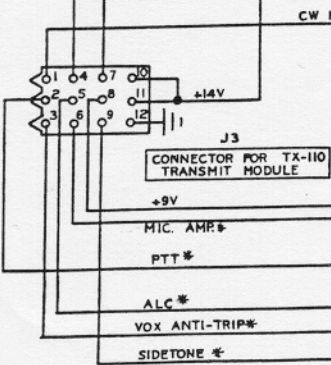 CW
1 4 7 10
+14V
2 5 8 11
3 6 9 12
1
J3
CONNECTOR FOR TX-110
TRANSMIT MODULE
+9V
MIC. AMP.*
PTT *
ALC *
VOX ANTI-TRIP*
SIDETONE *